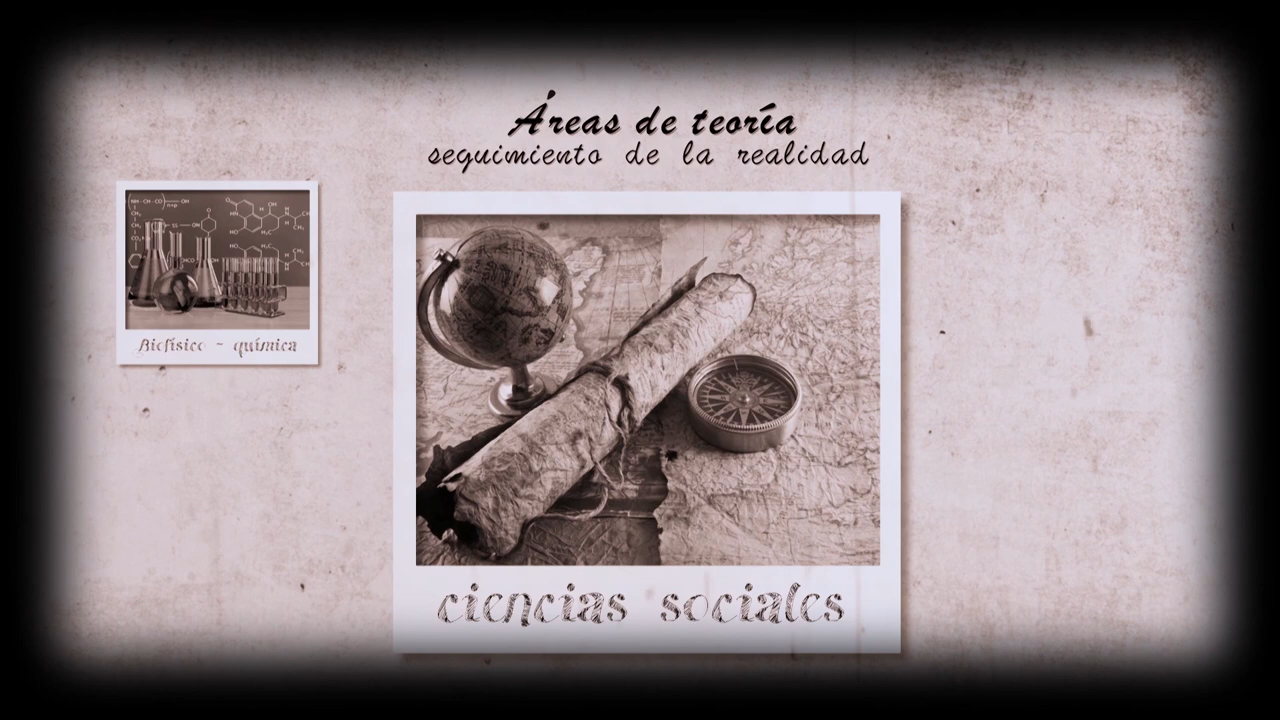 Áreas de teoría
seguimiento de la realidad
Biofísico ~ química
ciencias sociales